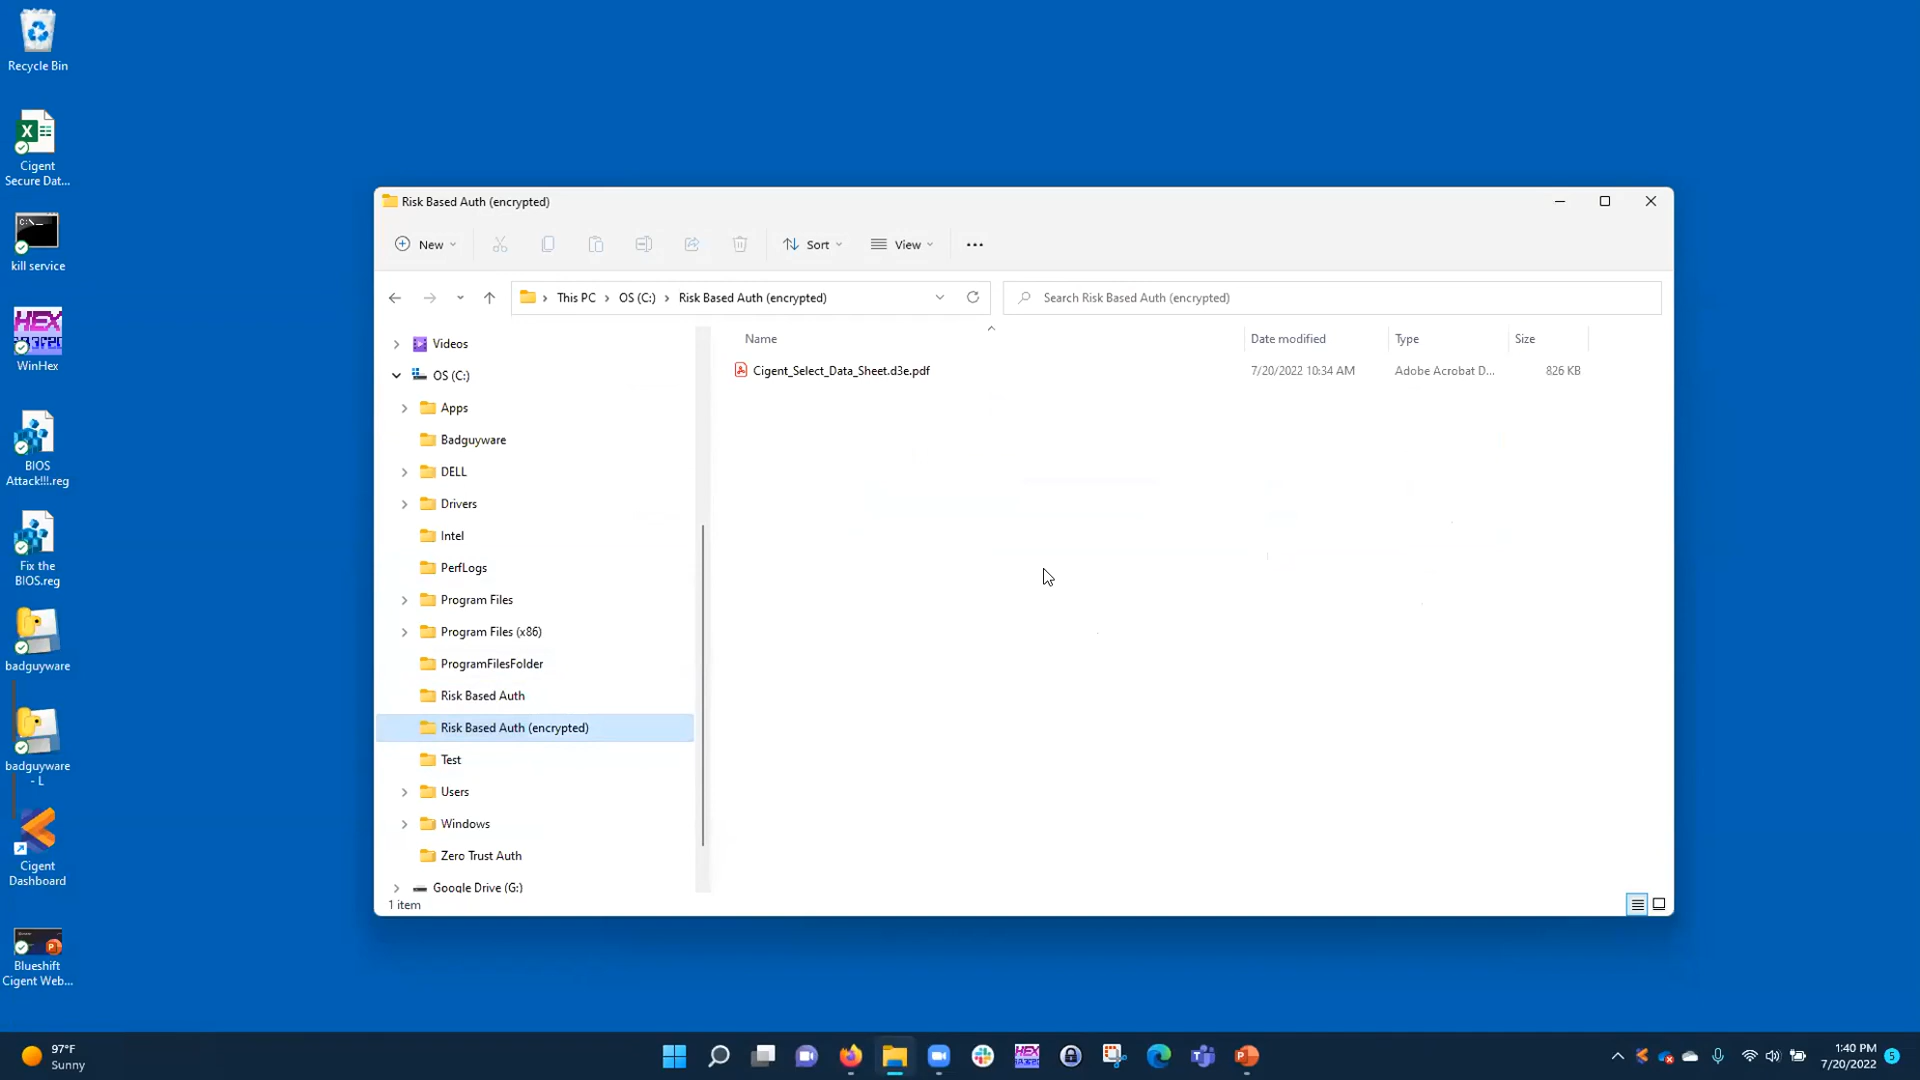 Recycle Bin
Cigent
Secure Dat...
kill service
WinHex
BIOS
Attack!!!.reg
Fix the
BIOS.reg
badguyware
badguyware
- L
Cigent
Dashboard
Blueshift
Cigent Web...
Risk Based Auth (encrypted)
New
Sort
View
This PC > OS (C:) > Risk Based Auth (encrypted)
Search Risk Based Auth (encrypted)
Videos
OS (C:)
Apps
Badguyware
DELL
Drivers
Intel
PerfLogs
Program Files
Program Files (x86)
ProgramFilesFolder
Risk Based Auth
Risk Based Auth (encrypted)
Test
Users
Windows
Zero Trust Auth
Google Drive (G:)
Name Date modified Type Size
Cigent_Select_Data_Sheet.d3e.pdf 7/20/2022 10:34 AM Adobe Acrobat D... 826 KB
1 item
97°F
Sunny
1:40 PM
7/20/2022
5